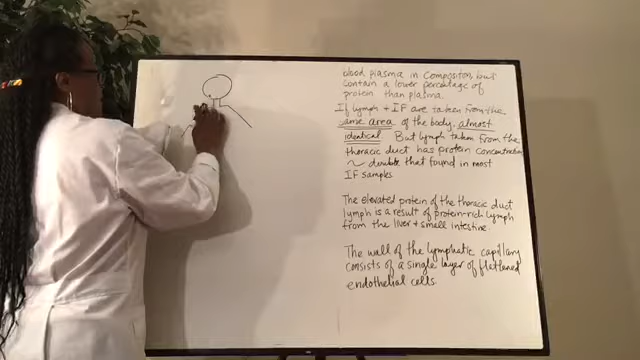 blood plasma in composition, but
contain a lower percentage of
protein than plasma
If lymph + IF are taken from the
same area of the body, almost
identical But lymph taken from the
thoracic duct has protein concentration
~ double that found in most
IF samples
The elevated protein of the thoracic duct
lymph is a result of protein-rich lymph
from the liver + small intestine
The wall of the lymphatic capillary
consists of a single layer of flattened
endothelial cells.